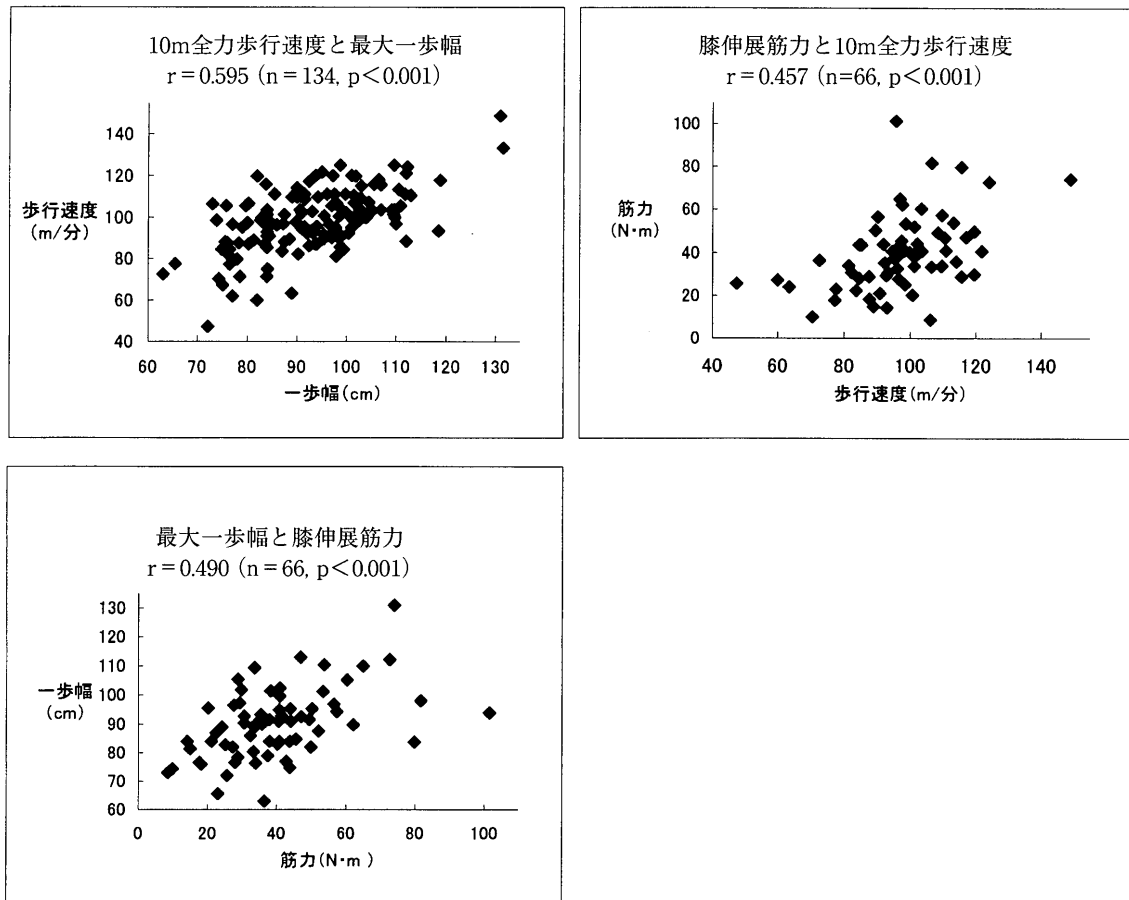 10m全力歩行速度と最大一歩幅
r=0.595 (n=134, p<0.001)
140
120
歩行速度
(m/分)
100
80
60
40
60 70 80 90 100 110 120 130
一歩幅(cm)
膝伸展筋力と10m全力歩行速度
r=0.457 (n=66, p<0.001)
100
80
筋力
(N・m)
60
40
20
0
40 60 80 100 120 140
歩行速度(m/分)
最大一歩幅と膝伸展筋力
r=0.490 (n=66, p<0.001)
130
120
110
一歩幅
(cm)
100
90
80
70
60
0 20 40 60 80 100
筋力(N・m)